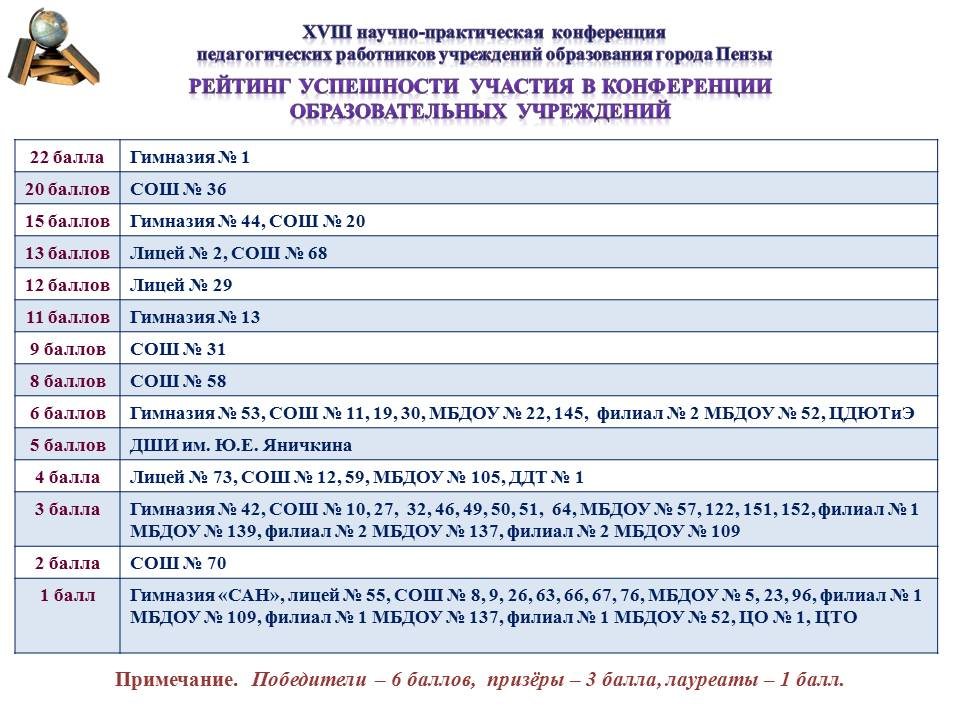 XVIII научно-практическая конференция
педагогических работников учреждений образования города Пензы
РЕЙТИНГ УСПЕШНОСТИ УЧАСТИЯ В КОНФЕРЕНЦИИ
ОБРАЗОВАТЕЛЬНЫХ УЧРЕЖДЕНИЙ
22 балла Гимназия № 1
20 баллов СОШ № 36
15 баллов Гимназия № 44, СОШ № 20
13 баллов Лицей № 2, СОШ № 68
12 баллов Лицей № 29
11 баллов Гимназия № 13
9 баллов СОШ № 31
8 баллов СОШ № 58
6 баллов Гимназия № 53, СОШ № 11, 19, 30, МБДОУ № 22, 145, филиал № 2 МБДОУ № 52, ЦДЮТиЭ
5 баллов ДШИ им. Ю.Е. Яничкина
4 балла Лицей № 73, СОШ № 12, 59, МБДОУ № 105, ДДТ № 1
3 балла Гимназия № 42, СОШ № 10, 27, 32, 46, 49, 50, 51, 64, МБДОУ № 57, 122, 151, 152, филиал № 1
МБДОУ № 139, филиал № 2 МБДОУ № 137, филиал № 2 МБДОУ № 109
2 балла СОШ № 70
1 балл Гимназия «САН», лицей № 55, СОШ № 8, 9, 26, 63, 66, 67, 76, МБДОУ № 5, 23, 96, филиал № 1
МБДОУ № 109, филиал № 1 МБДОУ № 137, филиал № 1 МБДОУ № 52, ЦО № 1, ЦТО
Примечание. Победители – 6 баллов, призёры – 3 балла, лауреаты – 1 балл.